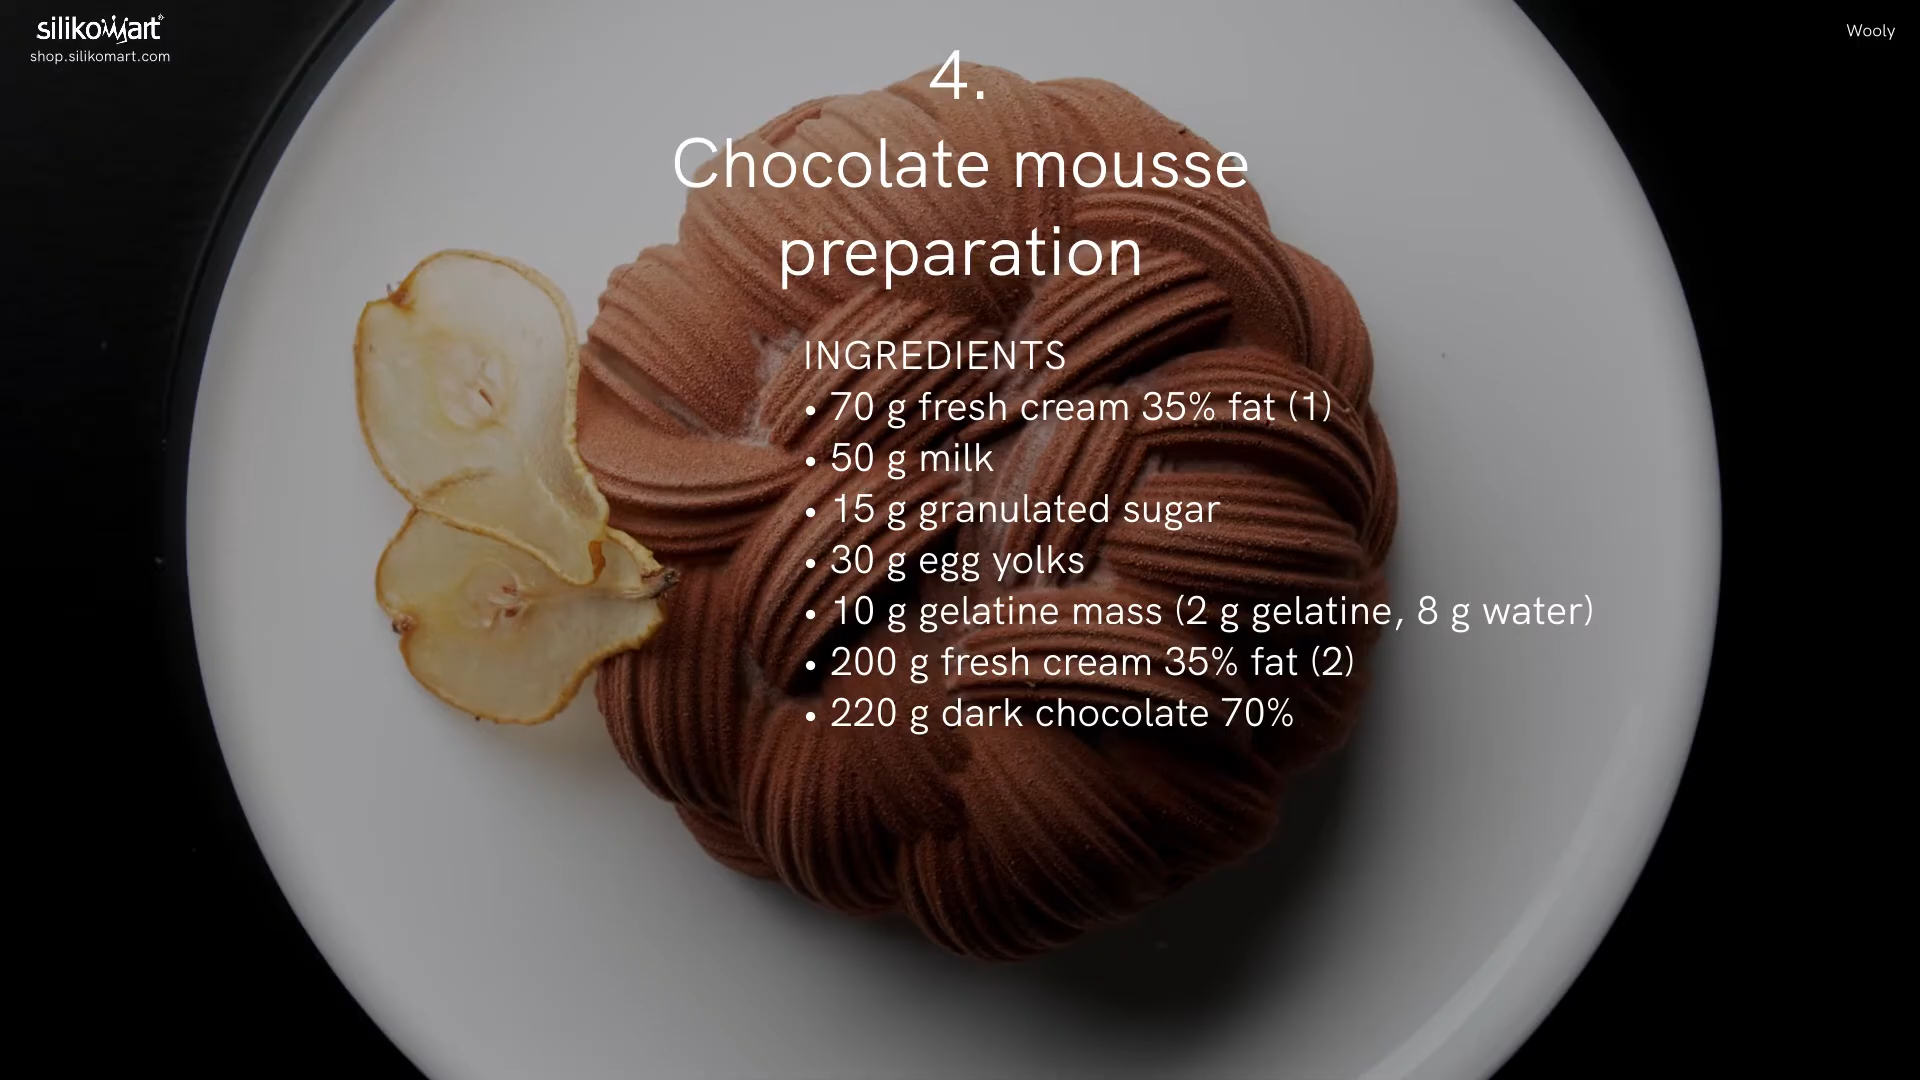 silikomart
shop.silikomart.com
Wooly
4.
Chocolate mousse
preparation
INGREDIENTS
• 70 g fresh cream 35% fat (1)
• 50 g milk
• 15 g granulated sugar
• 30 g egg yolks
• 10 g gelatine mass (2 g gelatine, 8 g water)
• 200 g fresh cream 35% fat (2)
• 220 g dark chocolate 70%